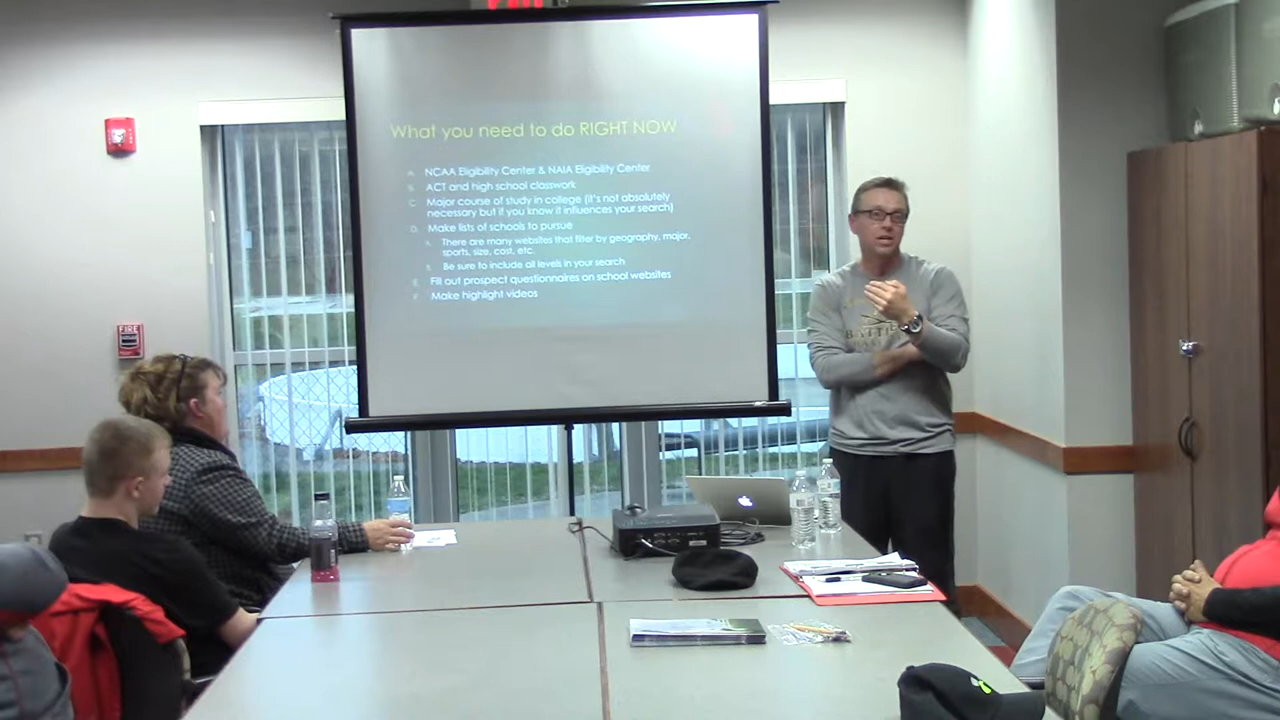 What you need to do RIGHT NOW
A. NCAA Eligibility Center & NAIA Eligibility Center
B. ACT and high school classwork
C. Major course of study in college (it's not absolutely
necessary but if you know it influences your search)
D. Make lists of schools to pursue
There are many websites that filter by geography, major,
sports, size, cost, etc.
Be sure to include all levels in your search
E. Fill out prospect questionnaires on school websites
F. Make highlight videos
FIRE